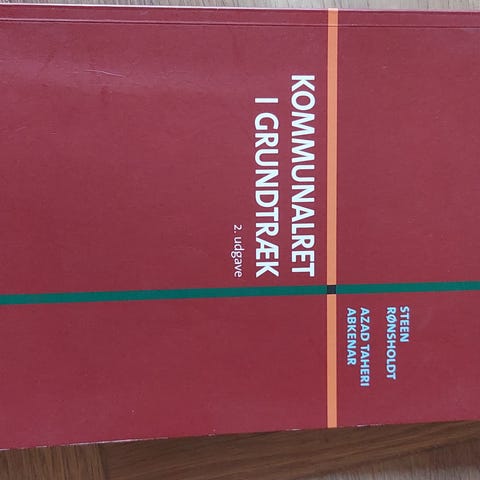 STEEN
RØNSHOLDT
AZAD TAHERI
ABKENAR
KOMMUNALRET
I GRUNDTRÆK
2. udgave